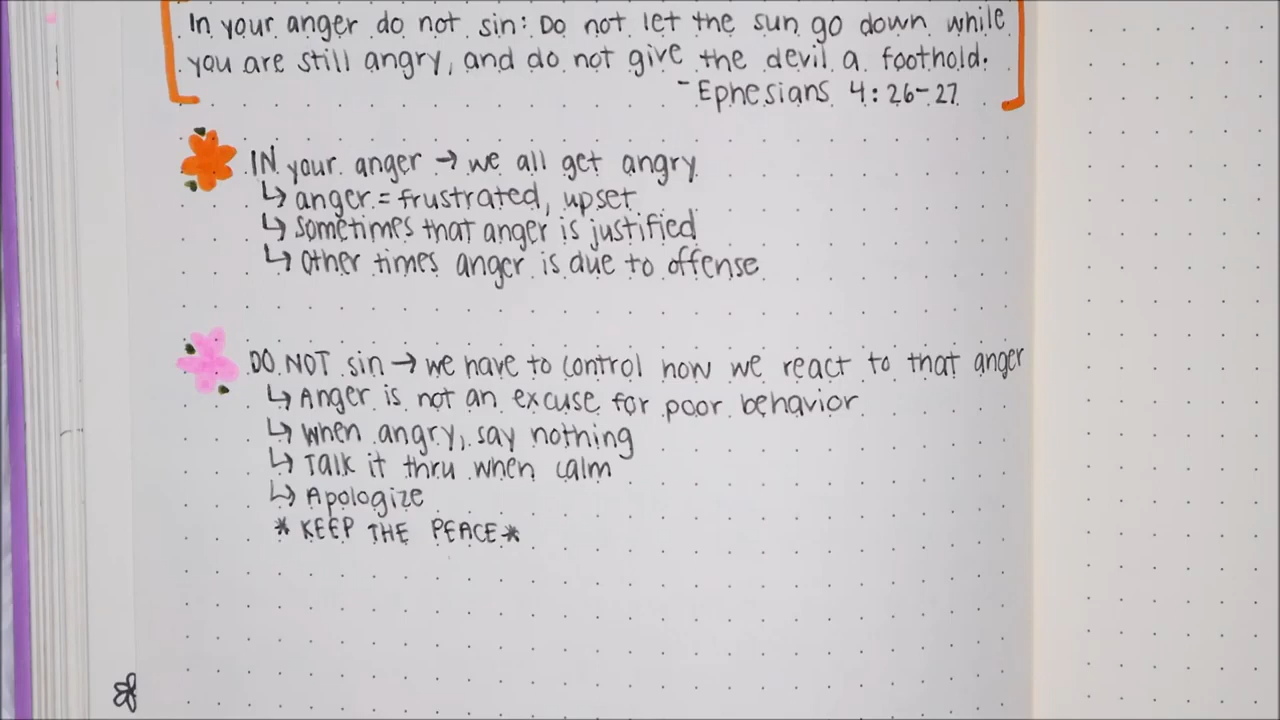 In your anger do not sin: Do not let the sun go down while
you are still angry, and do not give the devil a foothold.
- Ephesians 4:26-27
IN your anger → we all get angry
↳ anger = frustrated, upset
↳ sometimes that anger is justified
↳ other times anger is due to offense
DO NOT sin → we have to control how we react to that anger
↳ Anger is not an excuse for poor behavior
↳ when angry, say nothing
↳ Talk it thru when calm
↳ Apologize
* KEEP THE PEACE *